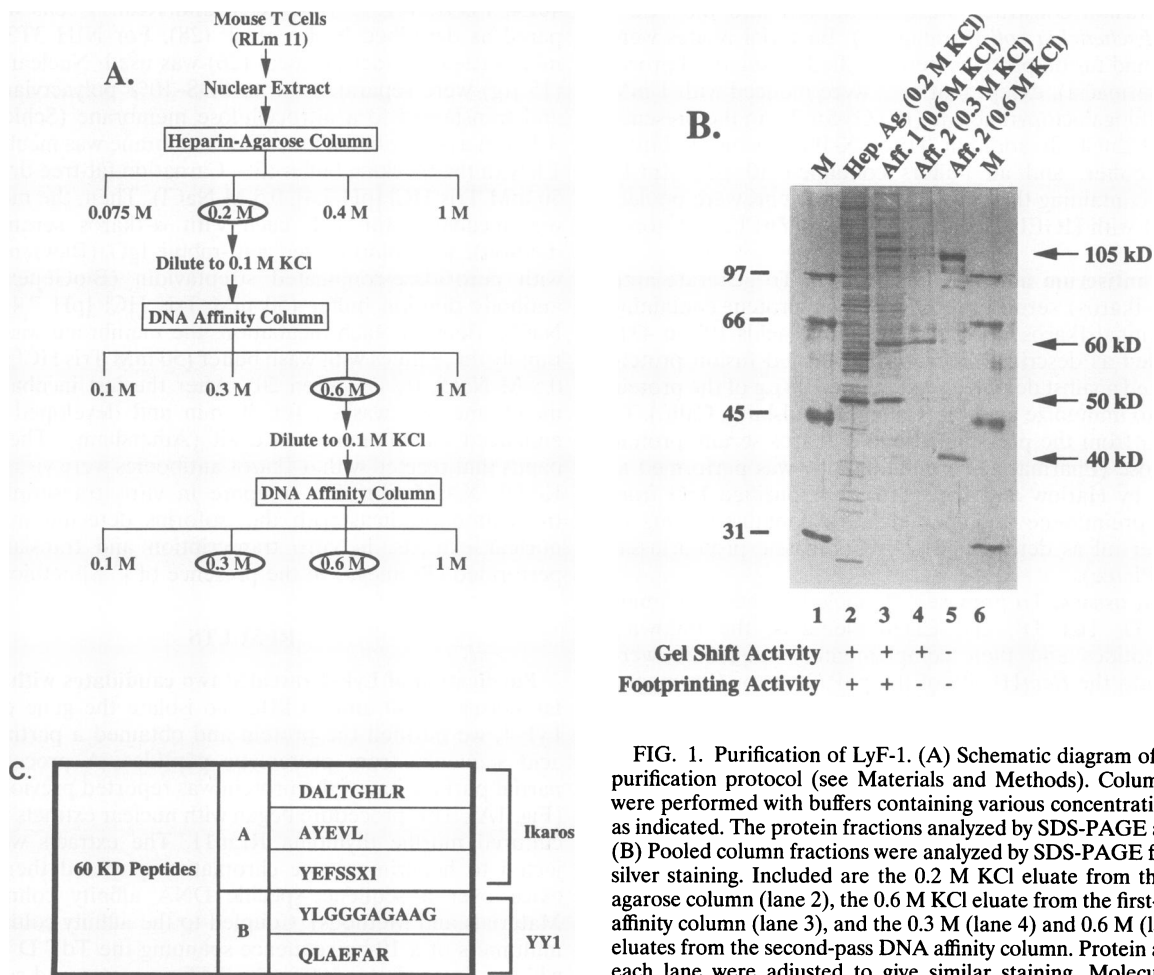 Mouse T Cells
(RLm 11)
A.
Nuclear Extract
Heparin-Agarose Column
0.075 M 0.2 M 0.4 M 1 M
Dilute to 0.1 M KCl
DNA Affinity Column
0.1 M 0.3 M 0.6 M 1 M
Dilute to 0.1 M KCl
DNA Affinity Column
0.1 M 0.3 M 0.6 M 1 M
B.
M
Hep. Ag. (0.2 M KCl)
Aff. 1 (0.6 M KCl)
Aff. 2 (0.3 M KCl)
Aff. 2 (0.6 M KCl)
M
97
66
45
31
105 kD
60 kD
50 kD
40 kD
1 2 3 4 5 6
Gel Shift Activity + + + -
Footprinting Activity + + - -
C.
60 KD Peptides
A
DALTGHLR
AYEVL
YEFSSXI
Ikaros
B
YLGGGAGAAG
QLAEFAR
YY1
FIG. 1. Purification of LyF-1. (A) Schematic diagram of
purification protocol (see Materials and Methods). Colum
were performed with buffers containing various concentrati
as indicated. The protein fractions analyzed by SDS-PAGE
(B) Pooled column fractions were analyzed by SDS-PAGE f
silver staining. Included are the 0.2 M KCl eluate from th
agarose column (lane 2), the 0.6 M KCl eluate from the first-
affinity column (lane 3), and the 0.3 M (lane 4) and 0.6 M (l
eluates from the second-pass DNA affinity column. Protein
each lane were adjusted to give similar staining. Molecu